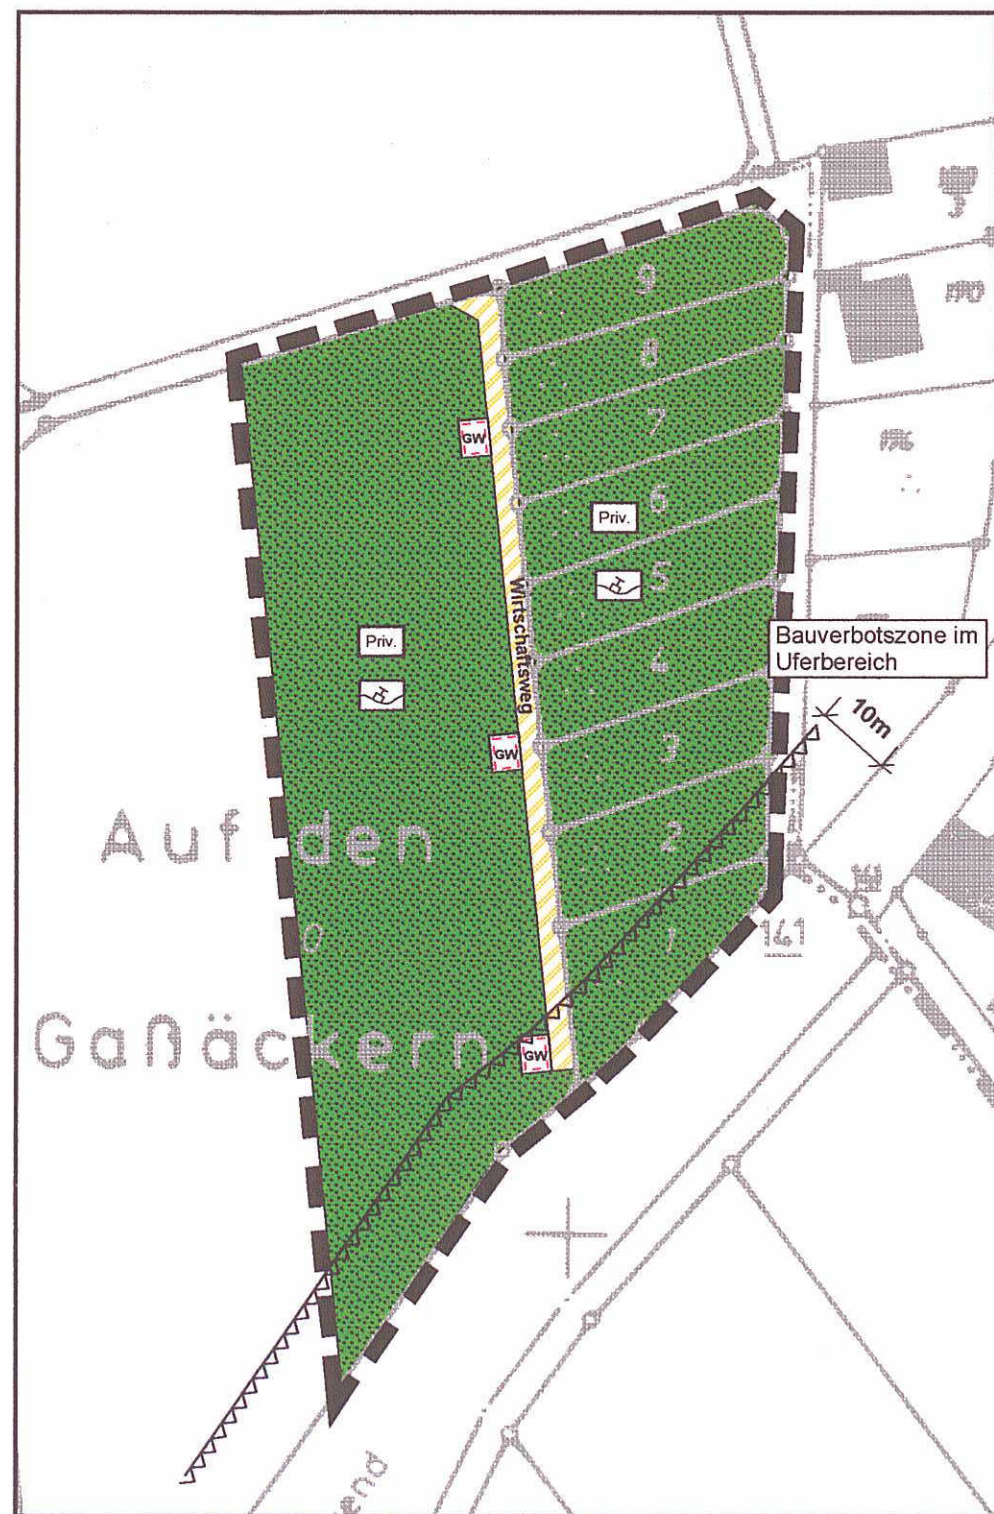 9
8
GW
7
6
Priv.
5
Wirtschaftsweg
Priv.
4
Bauverbotszone im
Uferbereich
10m
3
GW
Auf den
2
1
141
Gaßäckern
GW
end